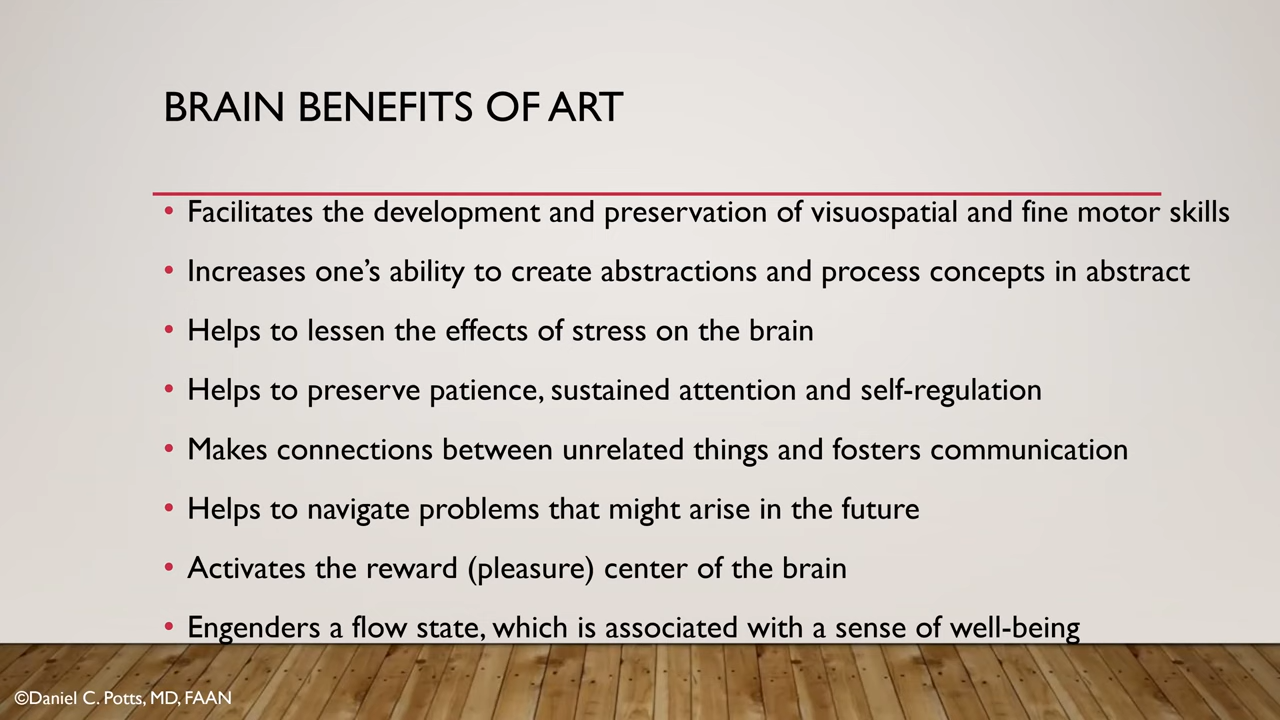 BRAIN BENEFITS OF ART
• Facilitates the development and preservation of visuospatial and fine motor skills
• Increases one’s ability to create abstractions and process concepts in abstract
• Helps to lessen the effects of stress on the brain
• Helps to preserve patience, sustained attention and self-regulation
• Makes connections between unrelated things and fosters communication
• Helps to navigate problems that might arise in the future
• Activates the reward (pleasure) center of the brain
• Engenders a flow state, which is associated with a sense of well-being
©Daniel C. Potts, MD, FAAN